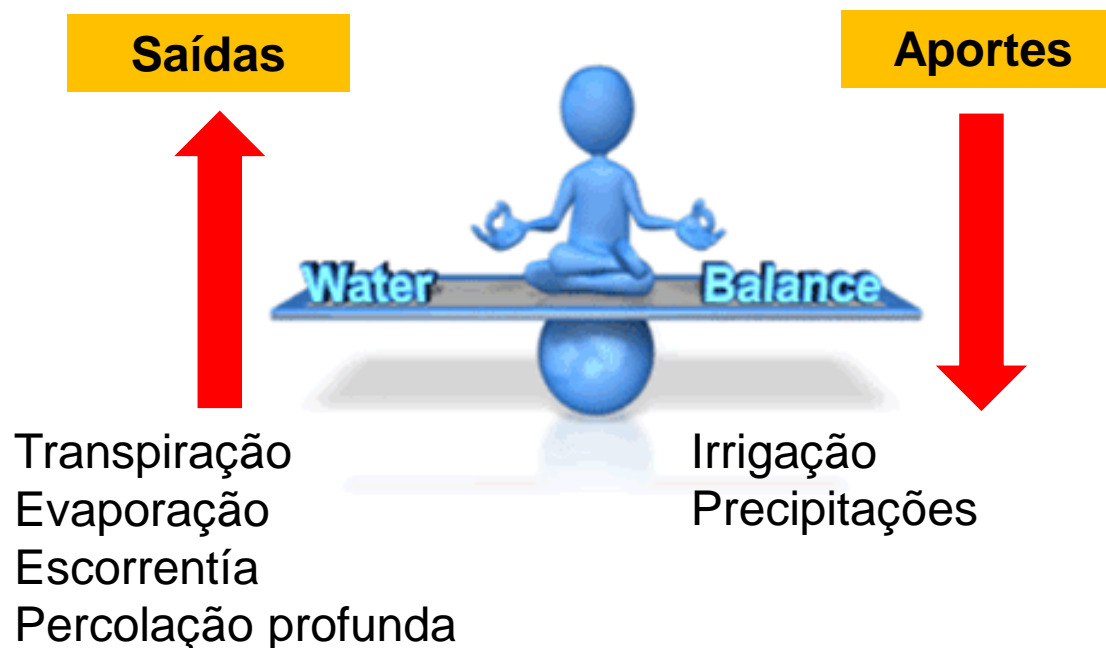 Saídas
Aportes
Water Balance
Transpiração
Evaporação
Escorrentía
Percolação profunda
Irrigação
Precipitações